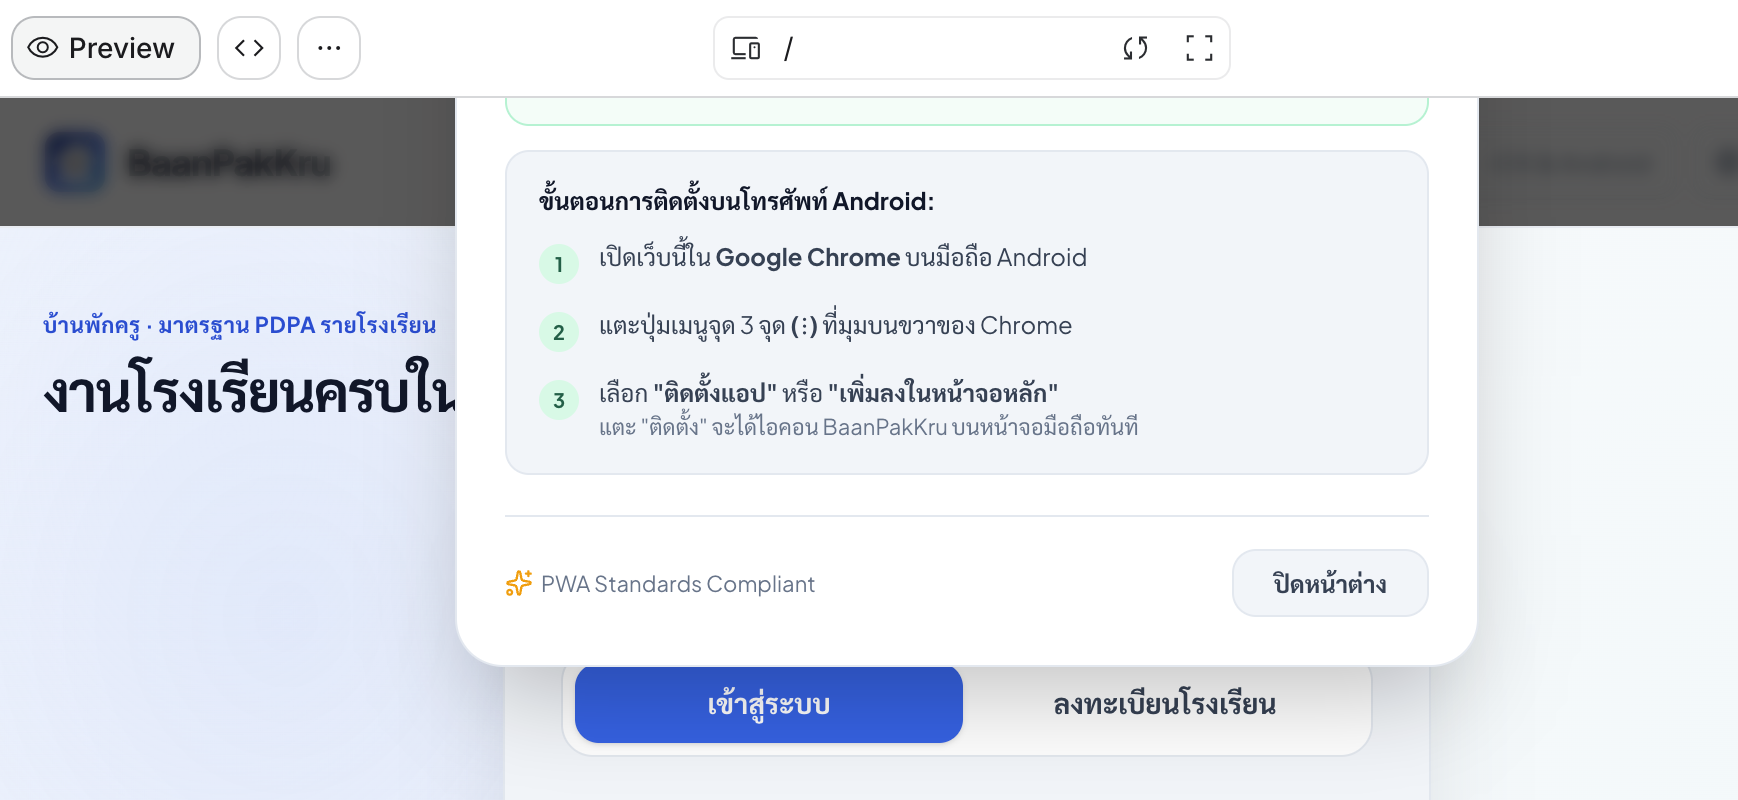 Preview
/
BaanPakKru
ขั้นตอนการติดตั้งบนโทรศัพท์ Android:
1 เปิดเว็บนี้ใน Google Chrome บนมือถือ Android
2 แตะปุ่มเมนูจุด 3 จุด (⋮) ที่มุมบนขวาของ Chrome
3 เลือก "ติดตั้งแอป" หรือ "เพิ่มลงในหน้าจอหลัก"
แตะ "ติดตั้ง" จะได้ไอคอน BaanPakKru บนหน้าจอมือถือทันที
บ้านพักครู · มาตรฐาน PDPA รายโรงเรียน
งานโรงเรียนครบใน
PWA Standards Compliant
ปิดหน้าต่าง
เข้าสู่ระบบ
ลงทะเบียนโรงเรียน